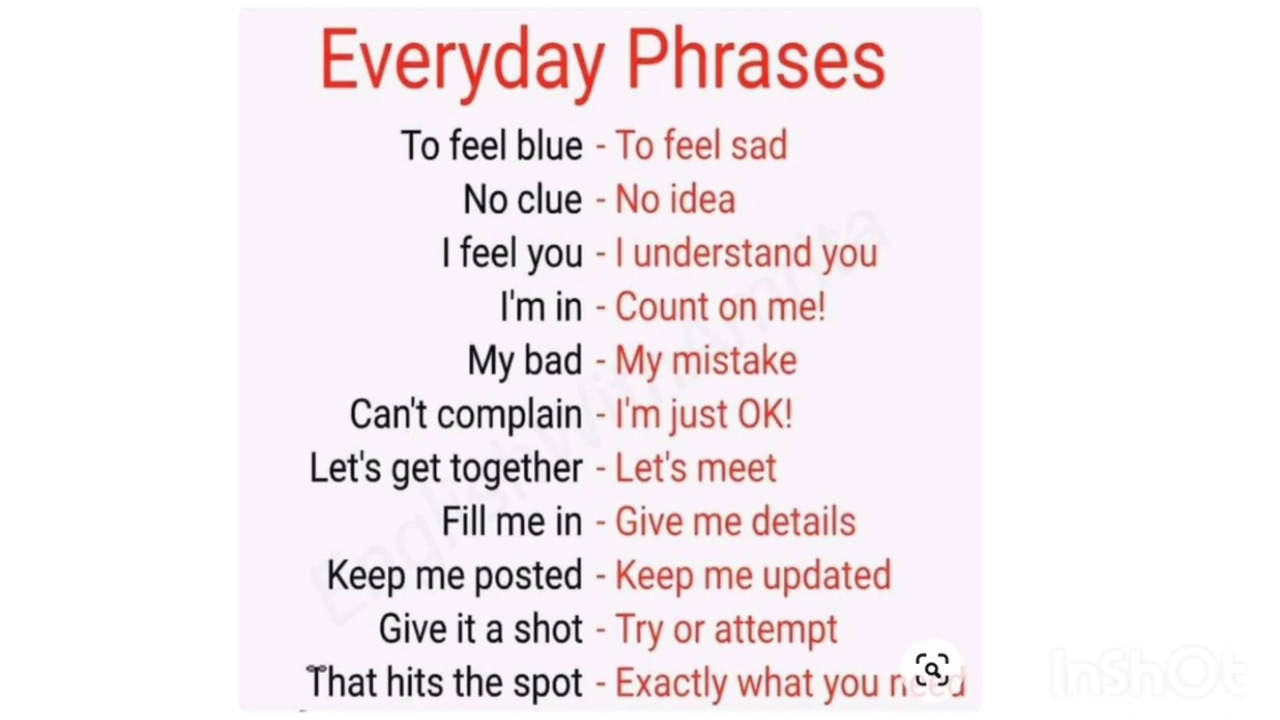 Everyday Phrases
To feel blue - To feel sad
No clue - No idea
I feel you - I understand you
I'm in - Count on me!
My bad - My mistake
Can't complain - I'm just OK!
Let's get together - Let's meet
Fill me in - Give me details
Keep me posted - Keep me updated
Give it a shot - Try or attempt
That hits the spot - Exactly what you need
EnglishWithAmrita
InShOt